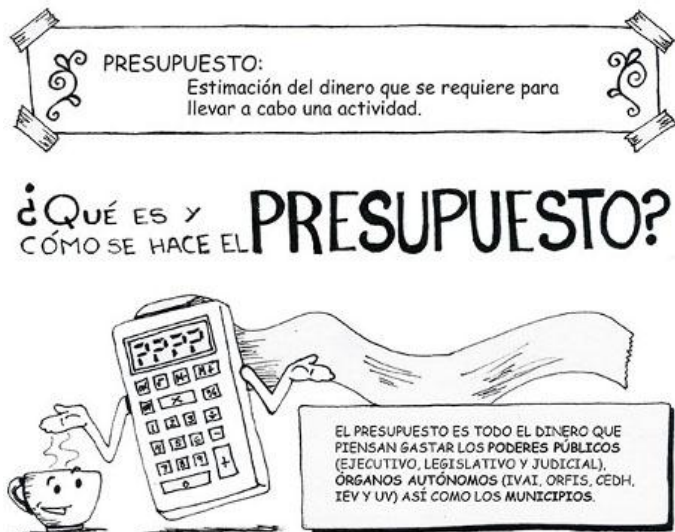 PRESUPUESTO:
Estimación del dinero que se requiere para
llevar a cabo una actividad.
¿QUÉ ES Y
CÓMO SE HACE EL PRESUPUESTO?
????
EL PRESUPUESTO ES TODO EL DINERO QUE
PIENSAN GASTAR LOS PODERES PÚBLICOS
(EJECUTIVO, LEGISLATIVO Y JUDICIAL),
ÓRGANOS AUTÓNOMOS (IVAI, ORFIS, CEDH,
IEV Y UV) ASÍ COMO LOS MUNICIPIOS.